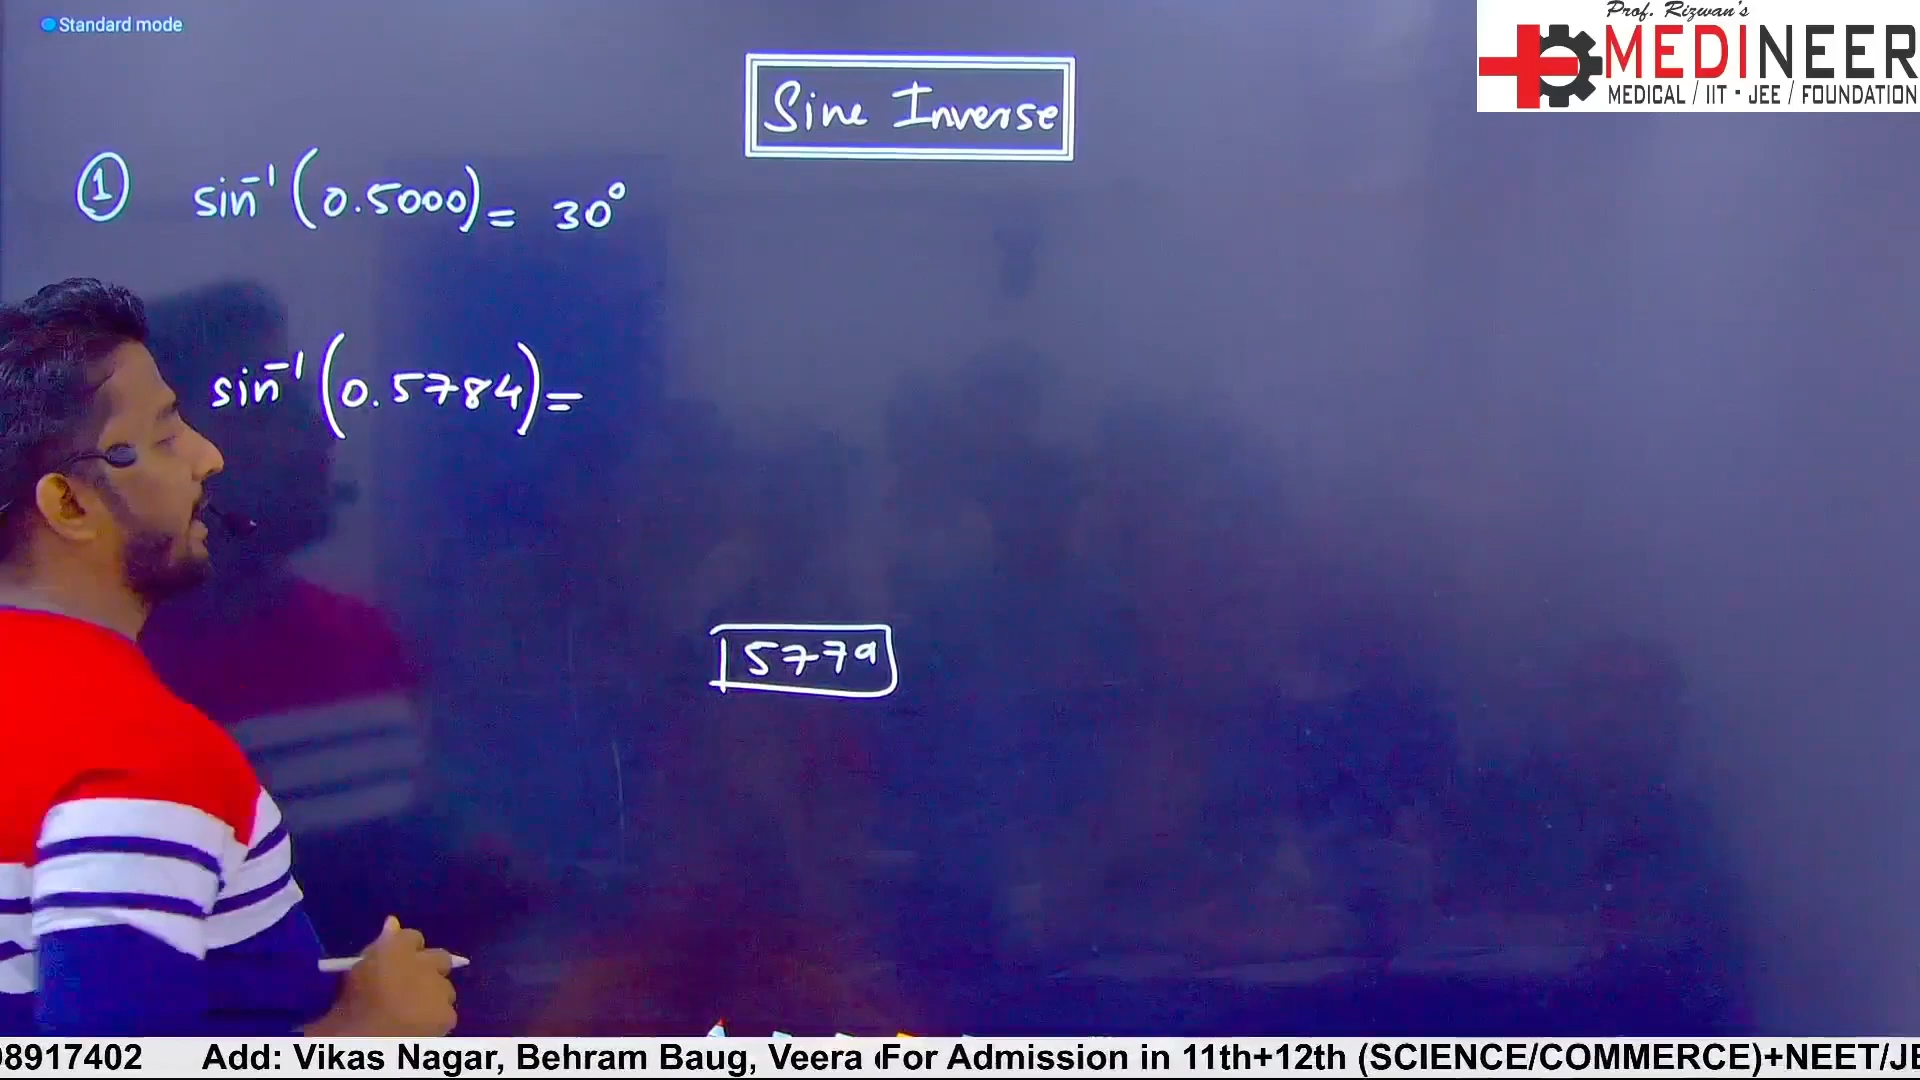 Standard mode
Prof. Rizwan's
MEDINEER
MEDICAL / IIT - JEE / FOUNDATION
Sine Inverse
① sin⁻¹(0.5000) = 30°
sin⁻¹(0.5784) =
5779
08917402 Add: Vikas Nagar, Behram Baug, Veera For Admission in 11th+12th (SCIENCE/COMMERCE)+NEET/JE